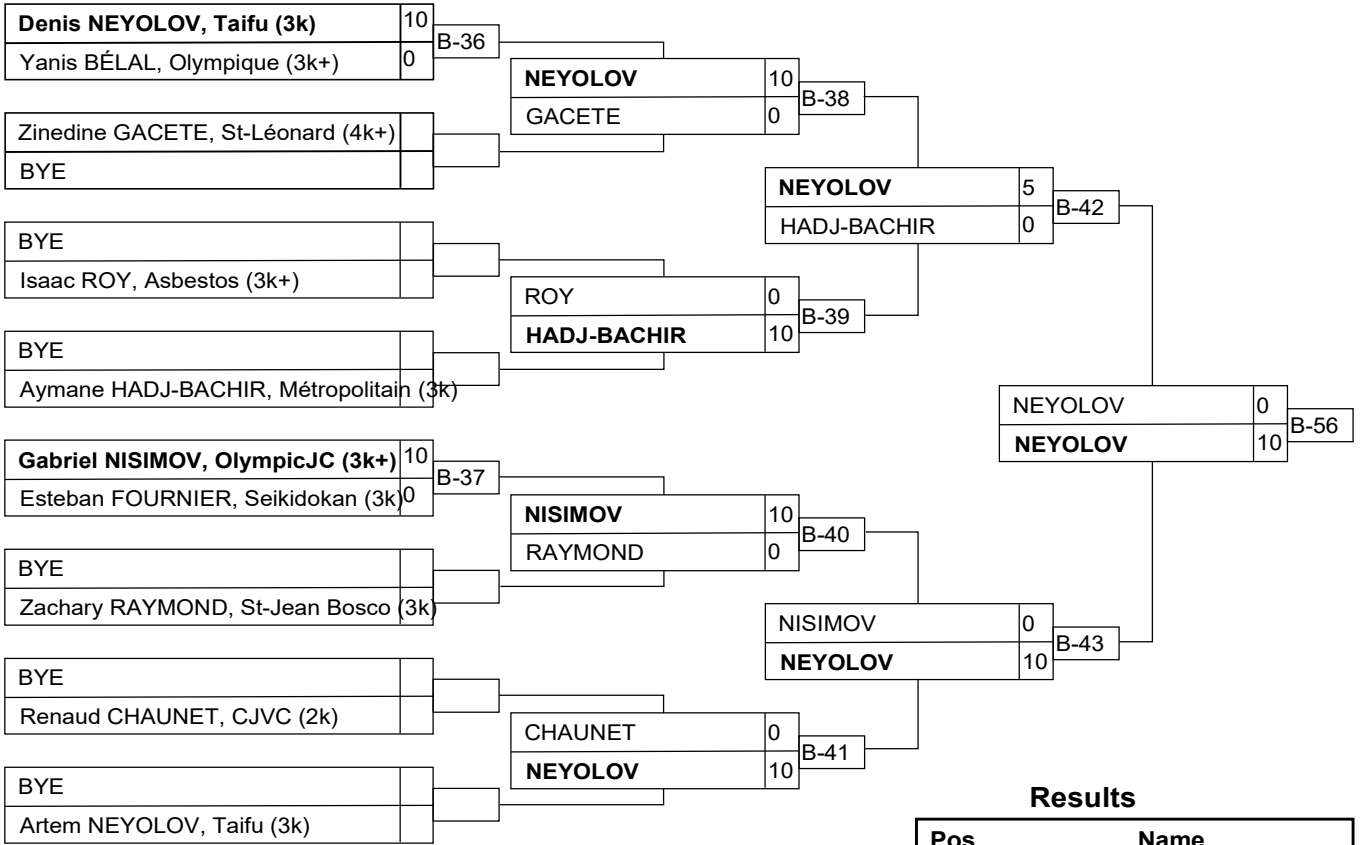 Denis NEYOLOV, Taifu (3k) 10
Yanis BÉLAL, Olympique (3k+) 0
B-36
Zinedine GACETE, St-Léonard (4k+)
BYE
NEYOLOV 10
GACETE 0
B-38
BYE
Isaac ROY, Asbestos (3k+)
BYE
Aymane HADJ-BACHIR, Métropolitain (3k)
ROY 0
HADJ-BACHIR 10
B-39
NEYOLOV 5
HADJ-BACHIR 0
B-42
Gabriel NISIMOV, OlympicJC (3k+) 10
Esteban FOURNIER, Seikidokan (3k) 0
B-37
BYE
Zachary RAYMOND, St-Jean Bosco (3k)
NISIMOV 10
RAYMOND 0
B-40
BYE
Renaud CHAUNET, CJVC (2k)
BYE
Artem NEYOLOV, Taifu (3k)
CHAUNET 0
NEYOLOV 10
B-41
NISIMOV 0
NEYOLOV 10
B-43
NEYOLOV 0
NEYOLOV 10
B-56
Results
Pos Name